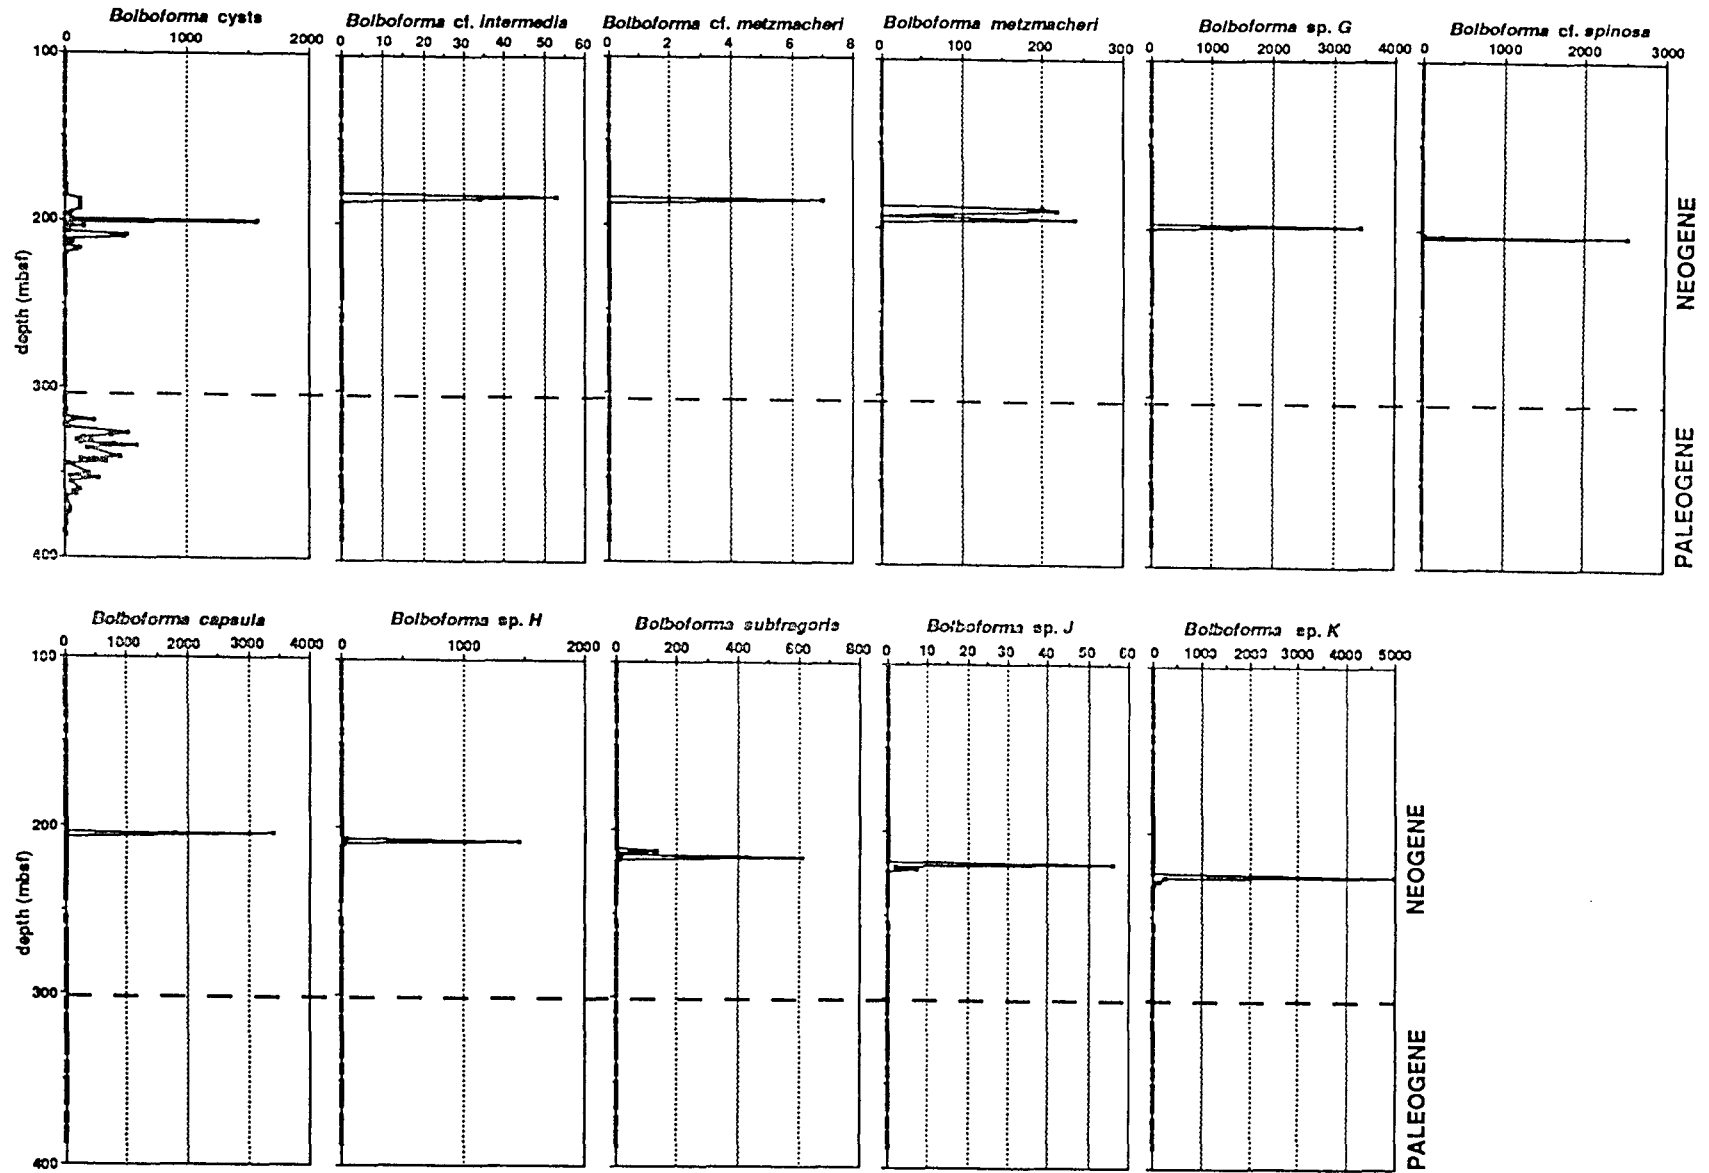 Bolboforma cysts
Bolboforma cf. intermedia
Bolboforma cf. metzmacheri
Bolboforma metzmacheri
Bolboforma sp. G
Bolboforma cf. spinosa
0 1000 2000
0 10 20 30 40 50 60
0 2 4 6 8
0 100 200 300
0 1000 2000 3000 4000
0 1000 2000 3000
100
200
300
400
depth (mbsf)
NEOGENE
PALEOGENE
Bolboforma capsula
Bolboforma sp. H
Bolboforma subfragoris
Bolboforma sp. J
Bolboforma sp. K
0 1000 2000 3000 4000
0 1000 2000
0 200 400 600 800
0 10 20 30 40 50 60
0 1000 2000 3000 4000 5000
100
200
300
400
depth (mbsf)
NEOGENE
PALEOGENE